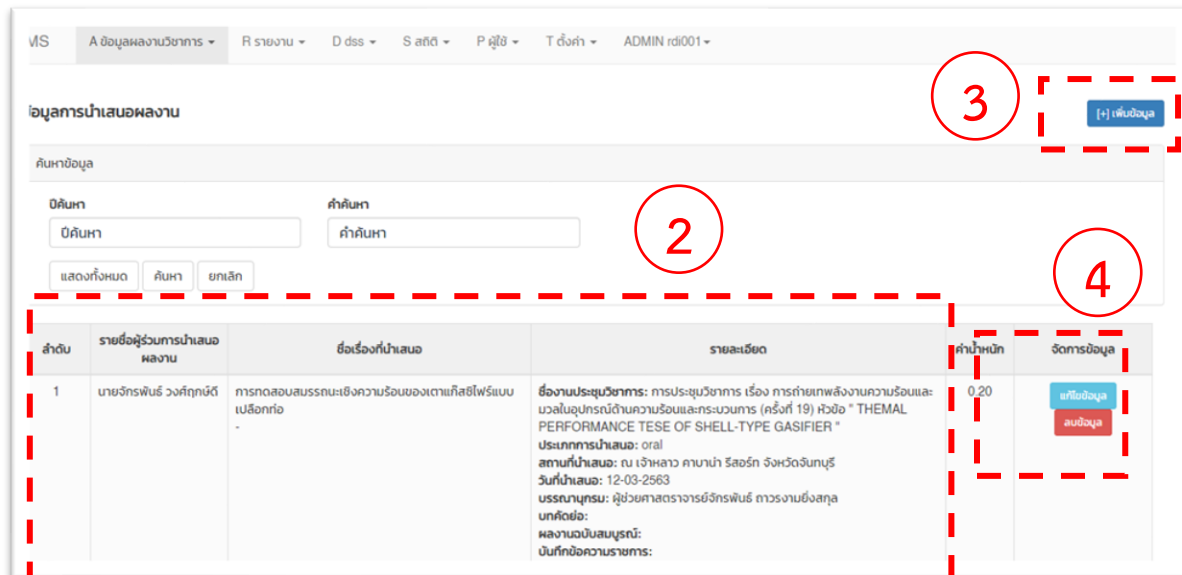 MS A ข้อมูลผลงานวิชาการ R รายงาน D dss S สถิติ P ผู้ใช้ T ตั้งค่า ADMIN rdi001
3
ข้อมูลการนำเสนอผลงาน
[+] เพิ่มข้อมูล
ค้นหาข้อมูล
ปีค้นหา คำค้นหา
ปีค้นหา คำค้นหา
2
แสดงทั้งหมด ค้นหา ยกเลิก
4
ลำดับ รายชื่อผู้ร่วมการนำเสนอ ชื่อเรื่องที่นำเสนอ รายละเอียด ค่าน้ำหนัก จัดการข้อมูล
ผลงาน
1 นายจักรพันธ์ วงศ์ฤกษ์ดี การทดสอบสมรรถนะเชิงความร้อนของเตาแก๊สซิไฟร์แบบ ชื่องานประชุมวิชาการ: การประชุมวิชาการ เรื่อง การถ่ายเทพลังงานความร้อนและ 0.20 แก้ไขข้อมูล
เปลือกท่อ มวลในอุปกรณ์ด้านความร้อนและกระบวนการ (ครั้งที่ 19) หัวข้อ " THEMAL
- PERFORMANCE TESE OF SHELL-TYPE GASIFIER " ลบข้อมูล
ประเภทการนำเสนอ: oral
สถานที่นำเสนอ: ณ เจ้าหลาว คาบาน่า รีสอร์ท จังหวัดจันทบุรี
วันที่นำเสนอ: 12-03-2563
บรรณานุกรม: ผู้ช่วยศาสตราจารย์จักรพันธ์ ถาวรงามยิ่งสกุล
บทคัดย่อ:
ผลงานฉบับสมบูรณ์:
บันทึกข้อความราชการ: